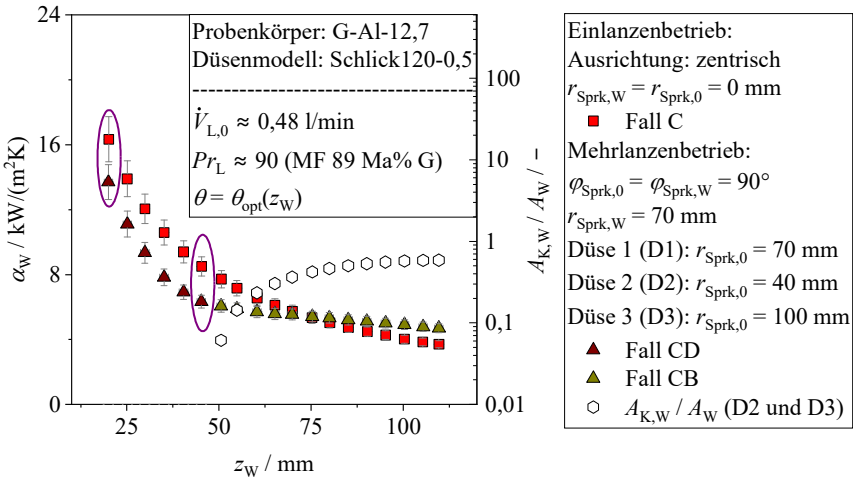 Probenkörper: G-Al-12,7
Düsenmodell: Schlick120-0,5
V̇L,0 ≈ 0,48 l/min
PrL ≈ 90 (MF 89 Ma% G)
θ = θopt(zW)
αW / kW/(m²K)
24
16
8
0
25
50
75
100
zW / mm
100
10
1
0,1
0,01
AK,W / AW / –
Einlanzenbetrieb:
Ausrichtung: zentrisch
rSprk,W = rSprk,0 = 0 mm
Fall C
Mehrlanzenbetrieb:
φSprk,0 = φSprk,W = 90°
rSprk,W = 70 mm
Düse 1 (D1): rSprk,0 = 70 mm
Düse 2 (D2): rSprk,0 = 40 mm
Düse 3 (D3): rSprk,0 = 100 mm
Fall CD
Fall CB
AK,W / AW (D2 und D3)